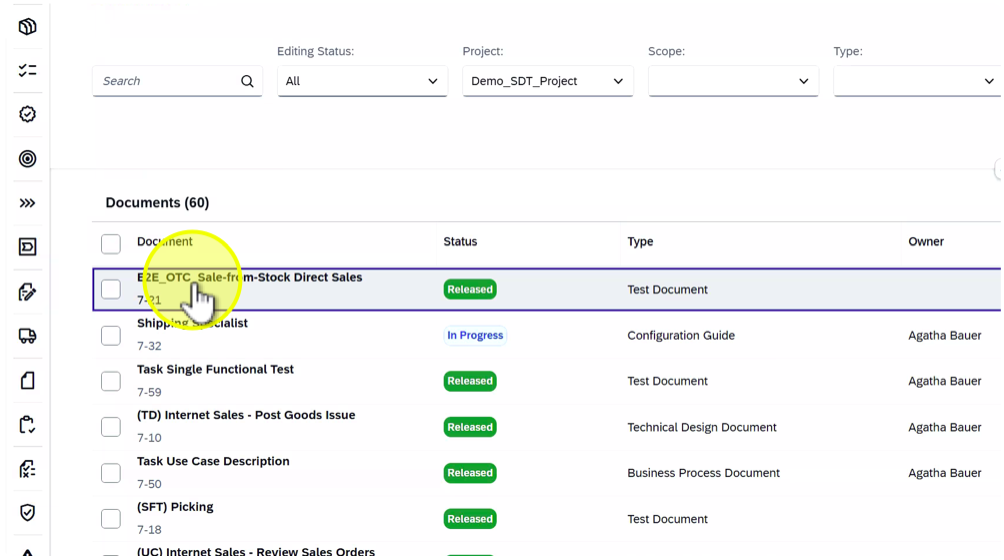 Editing Status:
Project:
Scope:
Type:
Search
All
Demo_SDT_Project
Documents (60)
Document
Status
Type
Owner
E2E_OTC_Sale-from-Stock Direct Sales
7-21
Released
Test Document
Shipping Specialist
7-32
In Progress
Configuration Guide
Agatha Bauer
Task Single Functional Test
7-59
Released
Test Document
Agatha Bauer
(TD) Internet Sales - Post Goods Issue
7-10
Released
Technical Design Document
Agatha Bauer
Task Use Case Description
7-50
Released
Business Process Document
Agatha Bauer
(SFT) Picking
7-18
Released
Test Document
(UC) Internet Sales - Review Sales Orders